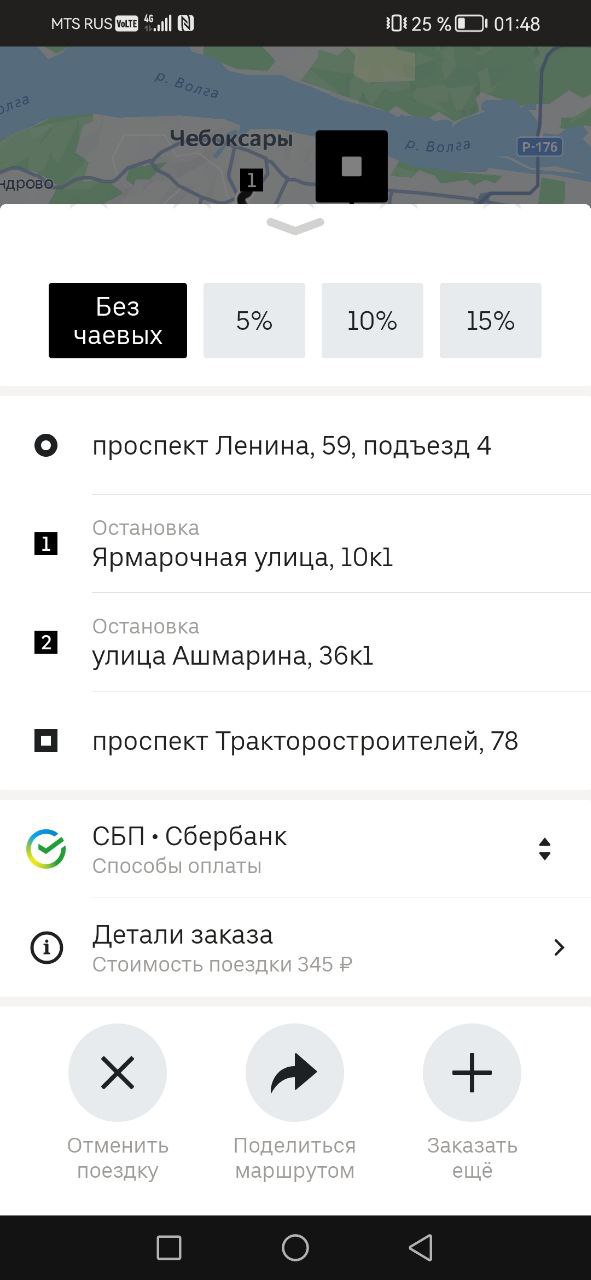 MTS RUS VoLTE 4G 25 % 01:48
р. Волга
олга
Чебоксары
р. Волга
Р-176
1
ндрово
Без
чаевых
5%
10%
15%
проспект Ленина, 59, подъезд 4
Остановка
1
Ярмарочная улица, 10к1
Остановка
2
улица Ашмарина, 36к1
проспект Тракторостроителей, 78
СБП • Сбербанк
Способы оплаты
Детали заказа
Стоимость поездки 345 ₽
Отменить
поездку
Поделиться
маршрутом
Заказать
ещё